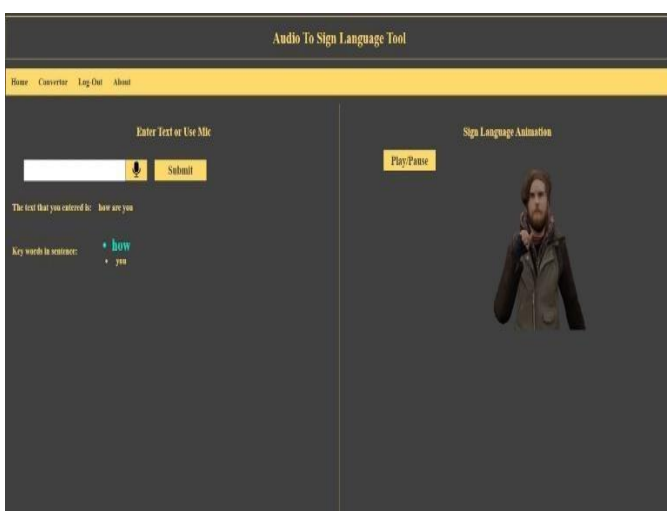 Audio To Sign Language Tool
Home Convertor Log-Out About
Enter Text or Use Mic
Submit
The text that you entered is: how are you
Key words in sentence:
• how
• you
Sign Language Animation
Play/Pause